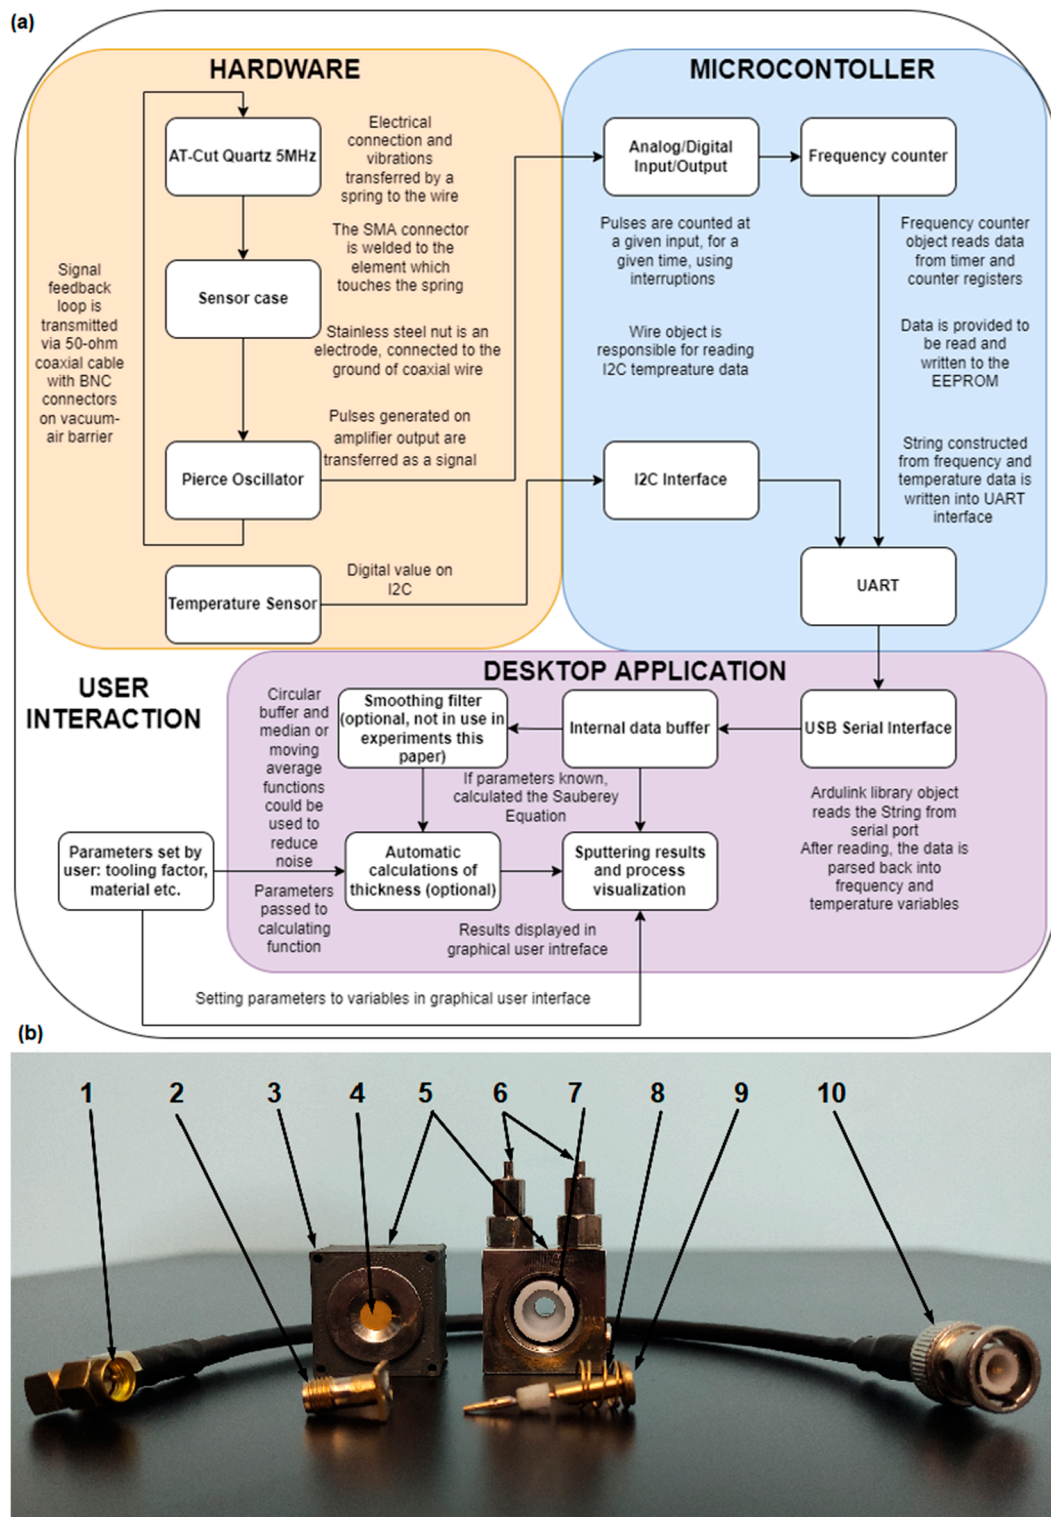 (a)
HARDWARE
AT-Cut Quartz 5MHz
Electrical
connection and
vibrations
transferred by a
spring to the wire
The SMA connector
is welded to the
element which
touches the spring
Sensor case
Signal
feedback
loop is
transmitted
via 50-ohm
coaxial cable
with BNC
connectors
on vacuum-
air barrier
Stainless steel nut is an
electrode, connected to the
ground of coaxial wire
Pulses generated on
amplifier output are
transferred as a signal
Pierce Oscillator
Digital value on
I2C
Temperature Sensor
MICROCONTOLLER
Analog/Digital
Input/Output
Frequency counter
Pulses are counted at
a given input, for a
given time, using
interruptions
Frequency counter
object reads data
from timer and
counter registers
Wire object is
responsible for reading
I2C tempreature data
Data is provided to
be read and
written to the
EEPROM
I2C Interface
String constructed
from frequency and
temperature data is
written into UART
interface
UART
USER
INTERACTION
DESKTOP APPLICATION
Circular
buffer and
median or
moving
average
functions
could be
used to
reduce
noise
Smoothing filter
(optional, not in use in
experiments this
paper)
Internal data buffer
USB Serial Interface
If parameters known,
calculated the Sauberey
Equation
Ardulink library object
reads the String from
serial port
After reading, the data is
parsed back into
frequency and
temperature variables
Parameters set by
user: tooling factor,
material etc.
Automatic
calculations of
thickness (optional)
Sputtering results
and process
visualization
Parameters
passed to
calculating
function
Results displayed in
graphical user intreface
Setting parameters to variables in graphical user interface
(b)
1 2 3 4 5 6 7 8 9 10